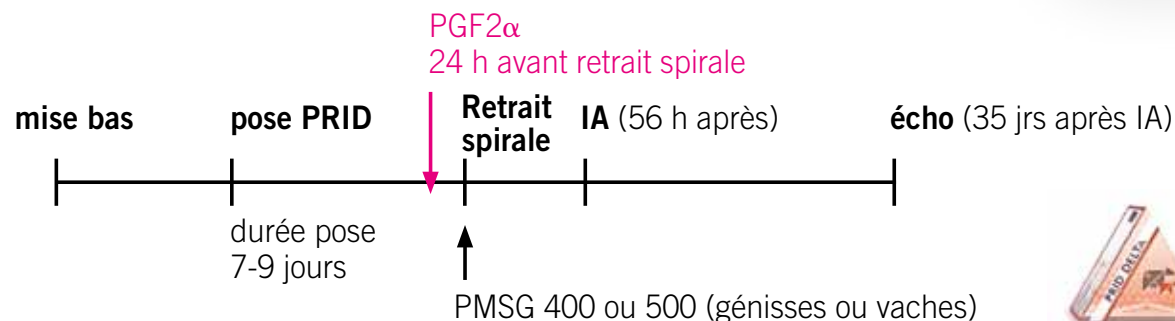 PGF2α
24 h avant retrait spirale
mise bas
pose PRID
Retrait
spirale
IA (56 h après)
écho (35 jrs après IA)
durée pose
7-9 jours
PMSG 400 ou 500 (génisses ou vaches)
PRID DELTA